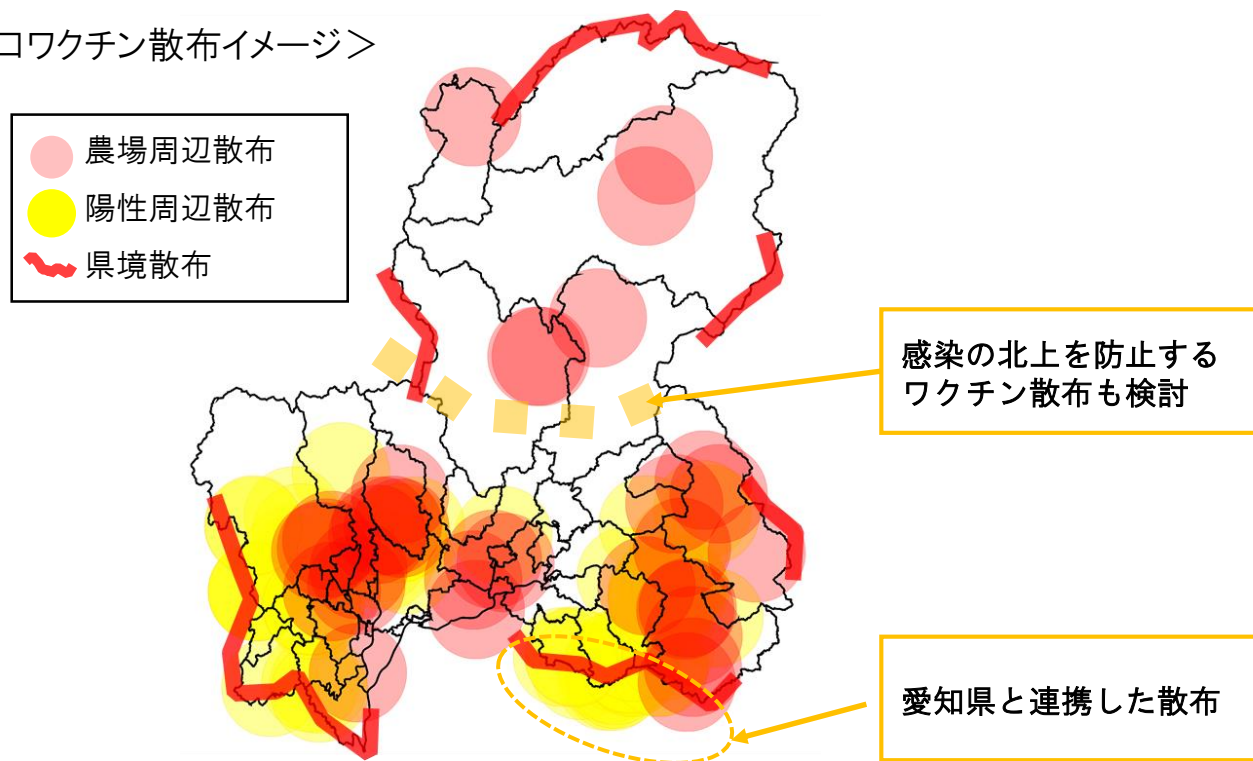 口ワクチン散布イメージ＞
農場周辺散布
陽性周辺散布
県境散布
感染の北上を防止する
ワクチン散布も検討
愛知県と連携した散布